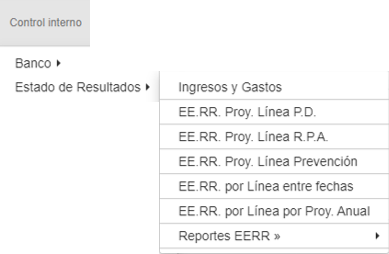 Control interno
Banco
Estado de Resultados
Ingresos y Gastos
EE.RR. Proy. Línea P.D.
EE.RR. Proy. Línea R.P.A.
EE.RR. Proy. Línea Prevención
EE.RR. por Línea entre fechas
EE.RR. por Línea por Proy. Anual
Reportes EERR »